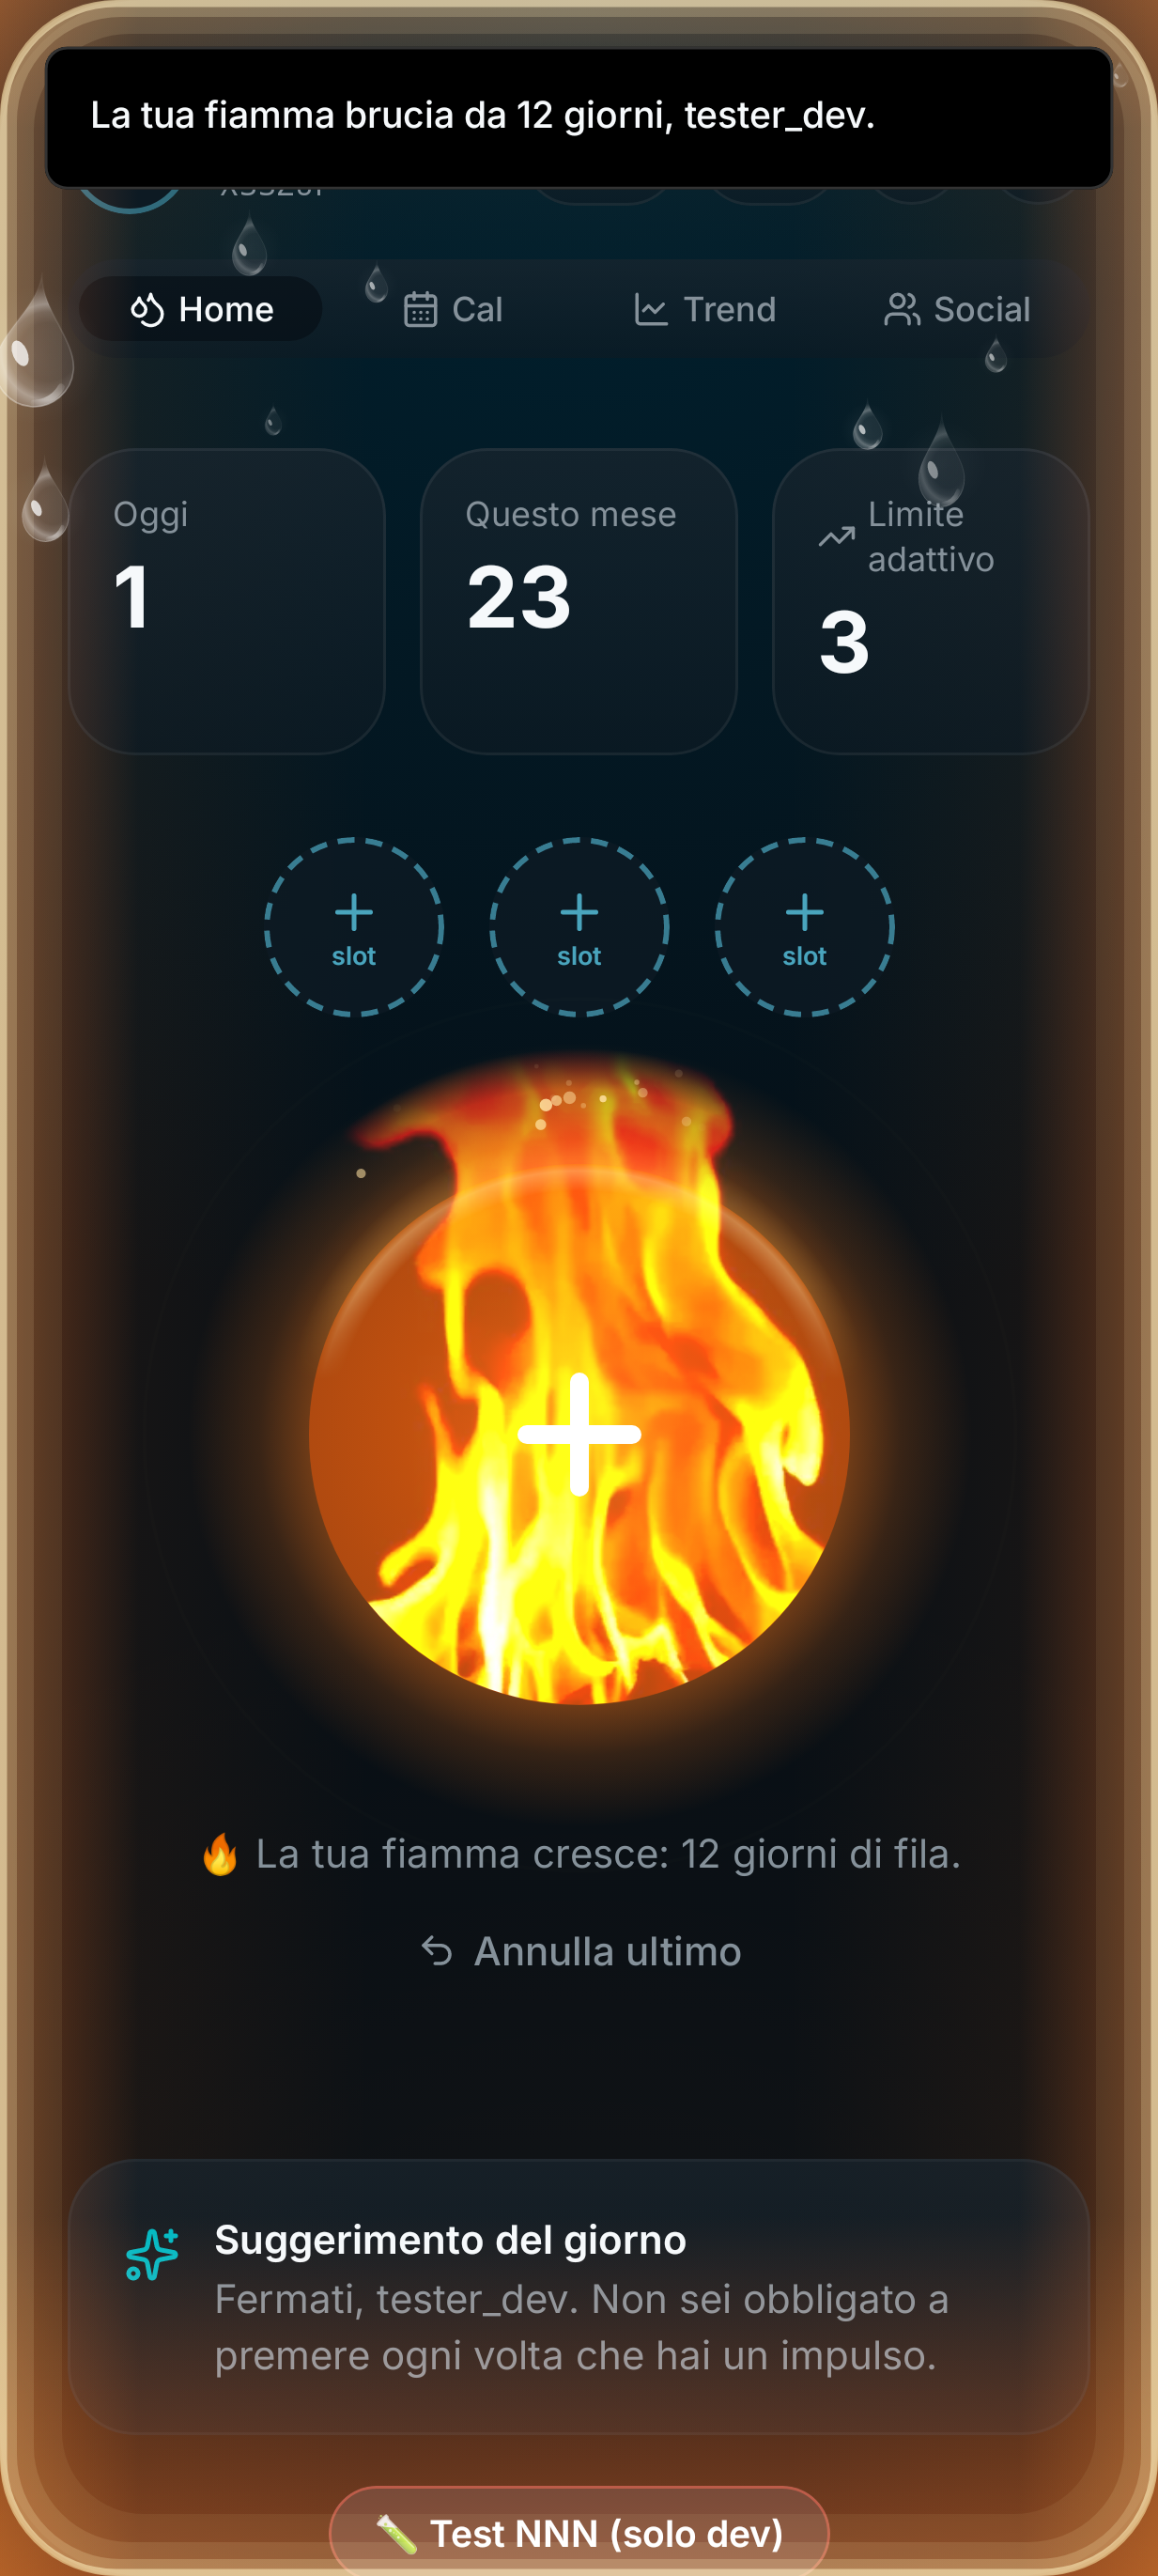 La tua fiamma brucia da 12 giorni, tester_dev.
Home
Cal
Trend
Social
Oggi
1
Questo mese
23
Limite
adattivo
3
slot
slot
slot
🔥 La tua fiamma cresce: 12 giorni di fila.
Annulla ultimo
Suggerimento del giorno
Fermati, tester_dev. Non sei obbligato a
premere ogni volta che hai un impulso.
🧪 Test NNN (solo dev)